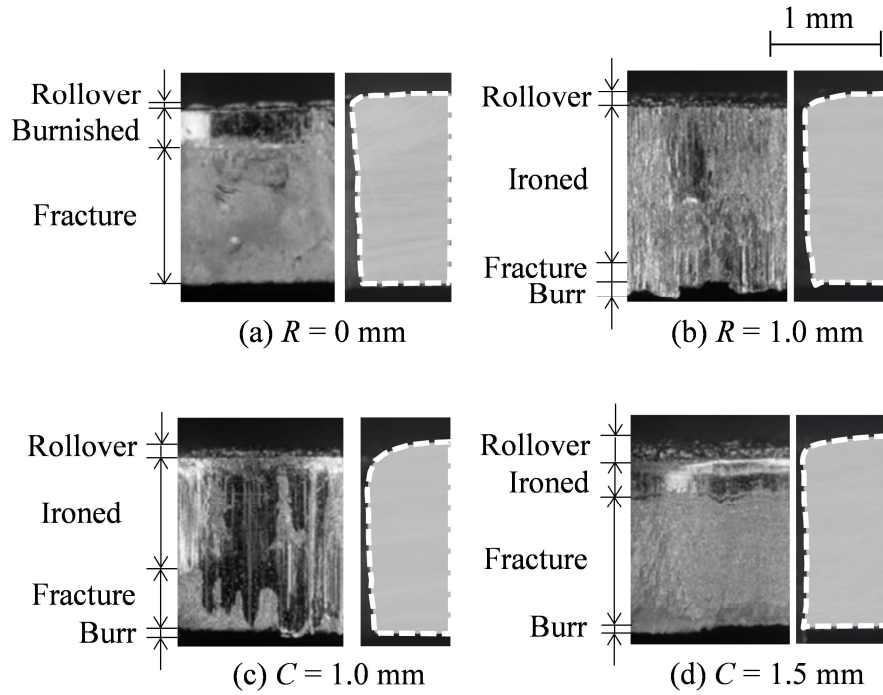 1 mm
Rollover
Burnished
Fracture
(a) R = 0 mm
Rollover
Ironed
Fracture
Burr
(b) R = 1.0 mm
Rollover
Ironed
Fracture
Burr
(c) C = 1.0 mm
Rollover
Ironed
Fracture
Burr
(d) C = 1.5 mm